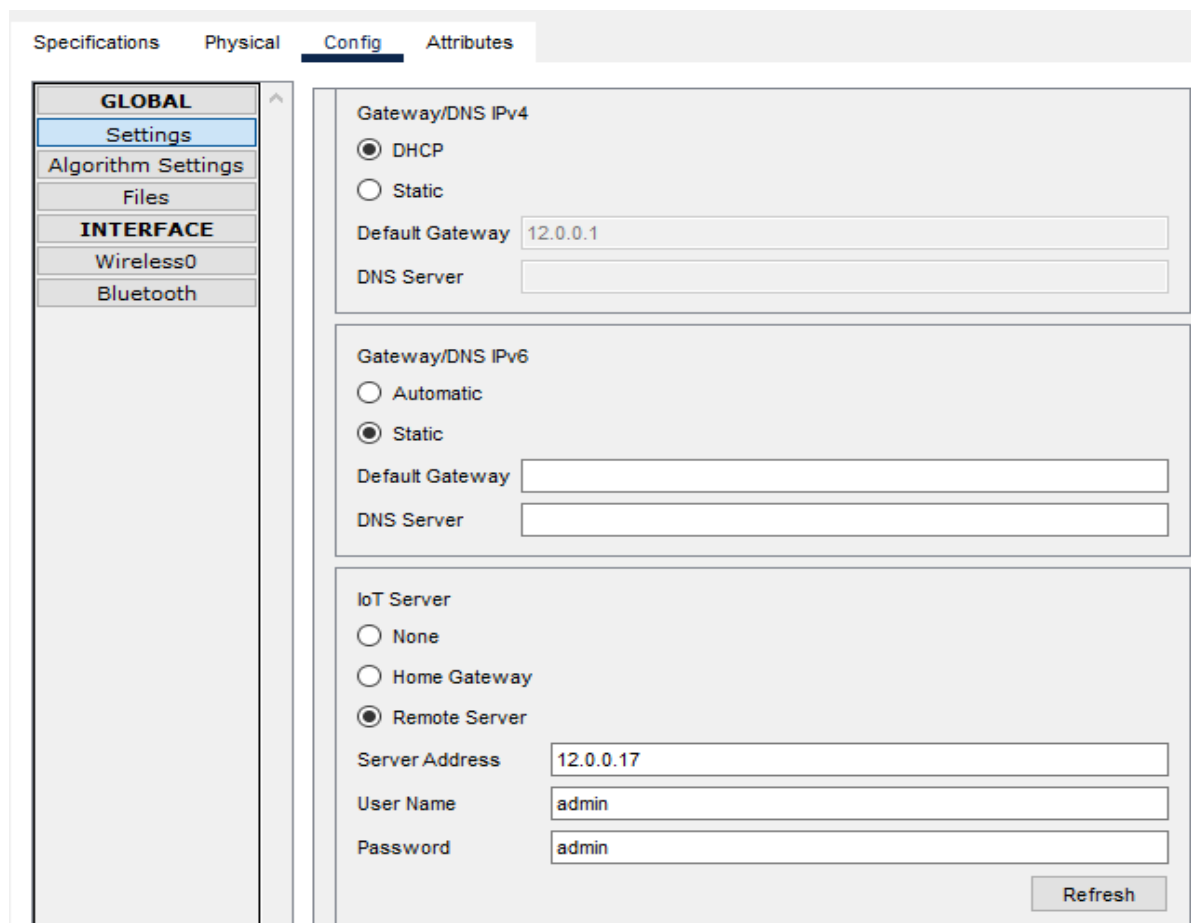 Specifications Physical Config Attributes
GLOBAL
Settings
Algorithm Settings
Files
INTERFACE
Wireless0
Bluetooth
Gateway/DNS IPv4
DHCP
Static
Default Gateway 12.0.0.1
DNS Server
Gateway/DNS IPv6
Automatic
Static
Default Gateway
DNS Server
IoT Server
None
Home Gateway
Remote Server
Server Address 12.0.0.17
User Name admin
Password admin
Refresh